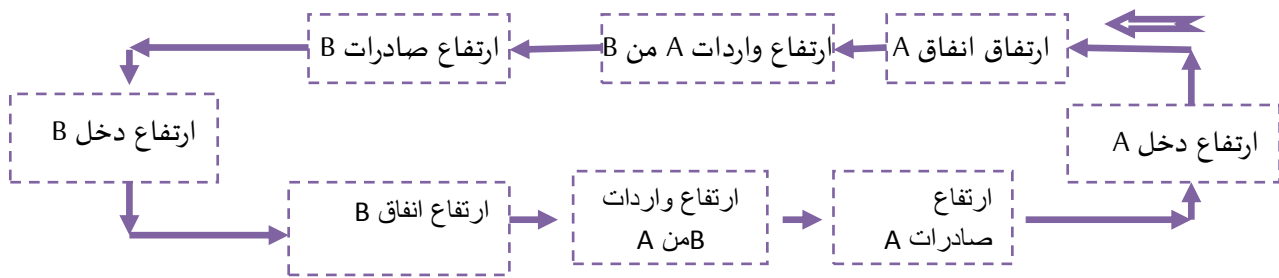 ارتفاق انفاق A
ارتفاع واردات A من B
ارتفاع صادرات B
ارتفاع دخل A
ارتفاع دخل B
ارتفاع
صادرات A
ارتفاع واردات
Bمن A
ارتفاع انفاق B